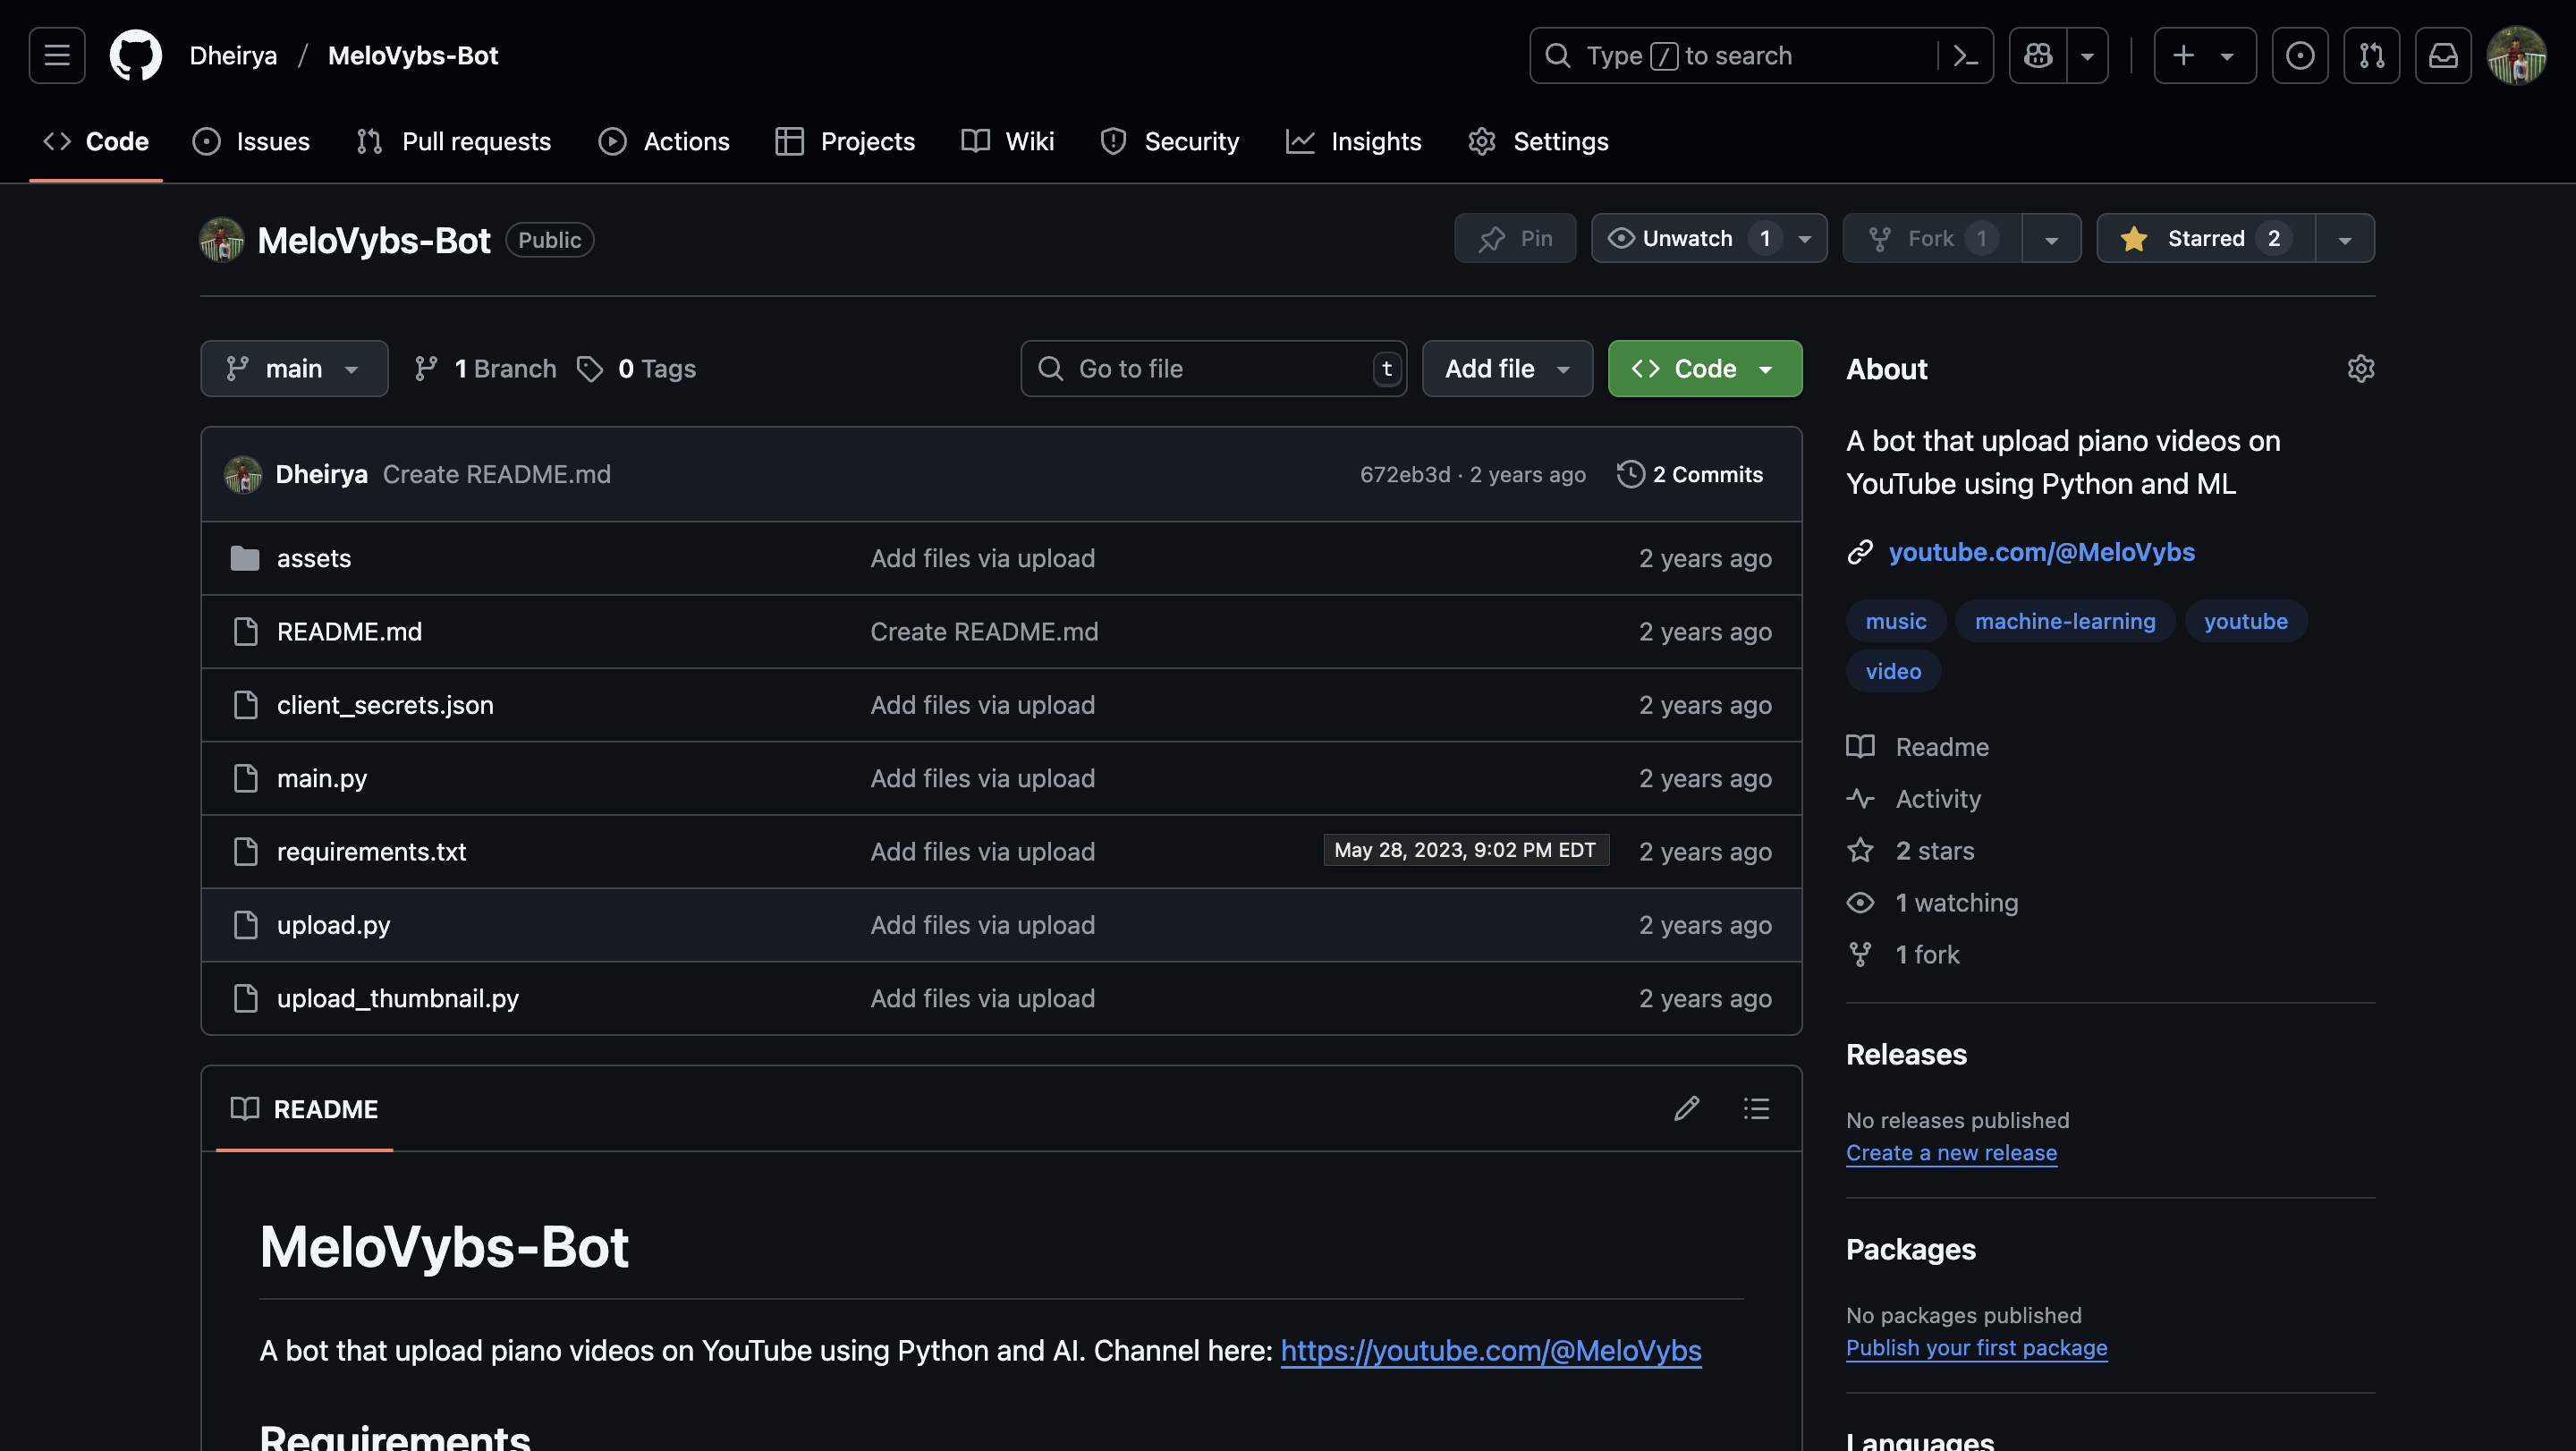 Dheirya / MeloVybs-Bot
Type / to search
Code Issues Pull requests Actions Projects Wiki Security Insights Settings
MeloVybs-Bot Public
Pin Unwatch 1 Fork 1 Starred 2
main 1 Branch 0 Tags Go to file t Add file Code
Dheirya Create README.md 672eb3d · 2 years ago 2 Commits
assets Add files via upload 2 years ago
README.md Create README.md 2 years ago
client_secrets.json Add files via upload 2 years ago
main.py Add files via upload 2 years ago
requirements.txt Add files via upload May 28, 2023, 9:02 PM EDT 2 years ago
upload.py Add files via upload 2 years ago
upload_thumbnail.py Add files via upload 2 years ago
README
MeloVybs-Bot
A bot that upload piano videos on YouTube using Python and AI. Channel here: https://youtube.com/@MeloVybs
Requirements
About
A bot that upload piano videos on
YouTube using Python and ML
youtube.com/@MeloVybs
music machine-learning youtube
video
Readme
Activity
2 stars
1 watching
1 fork
Releases
No releases published
Create a new release
Packages
No packages published
Publish your first package
Languages